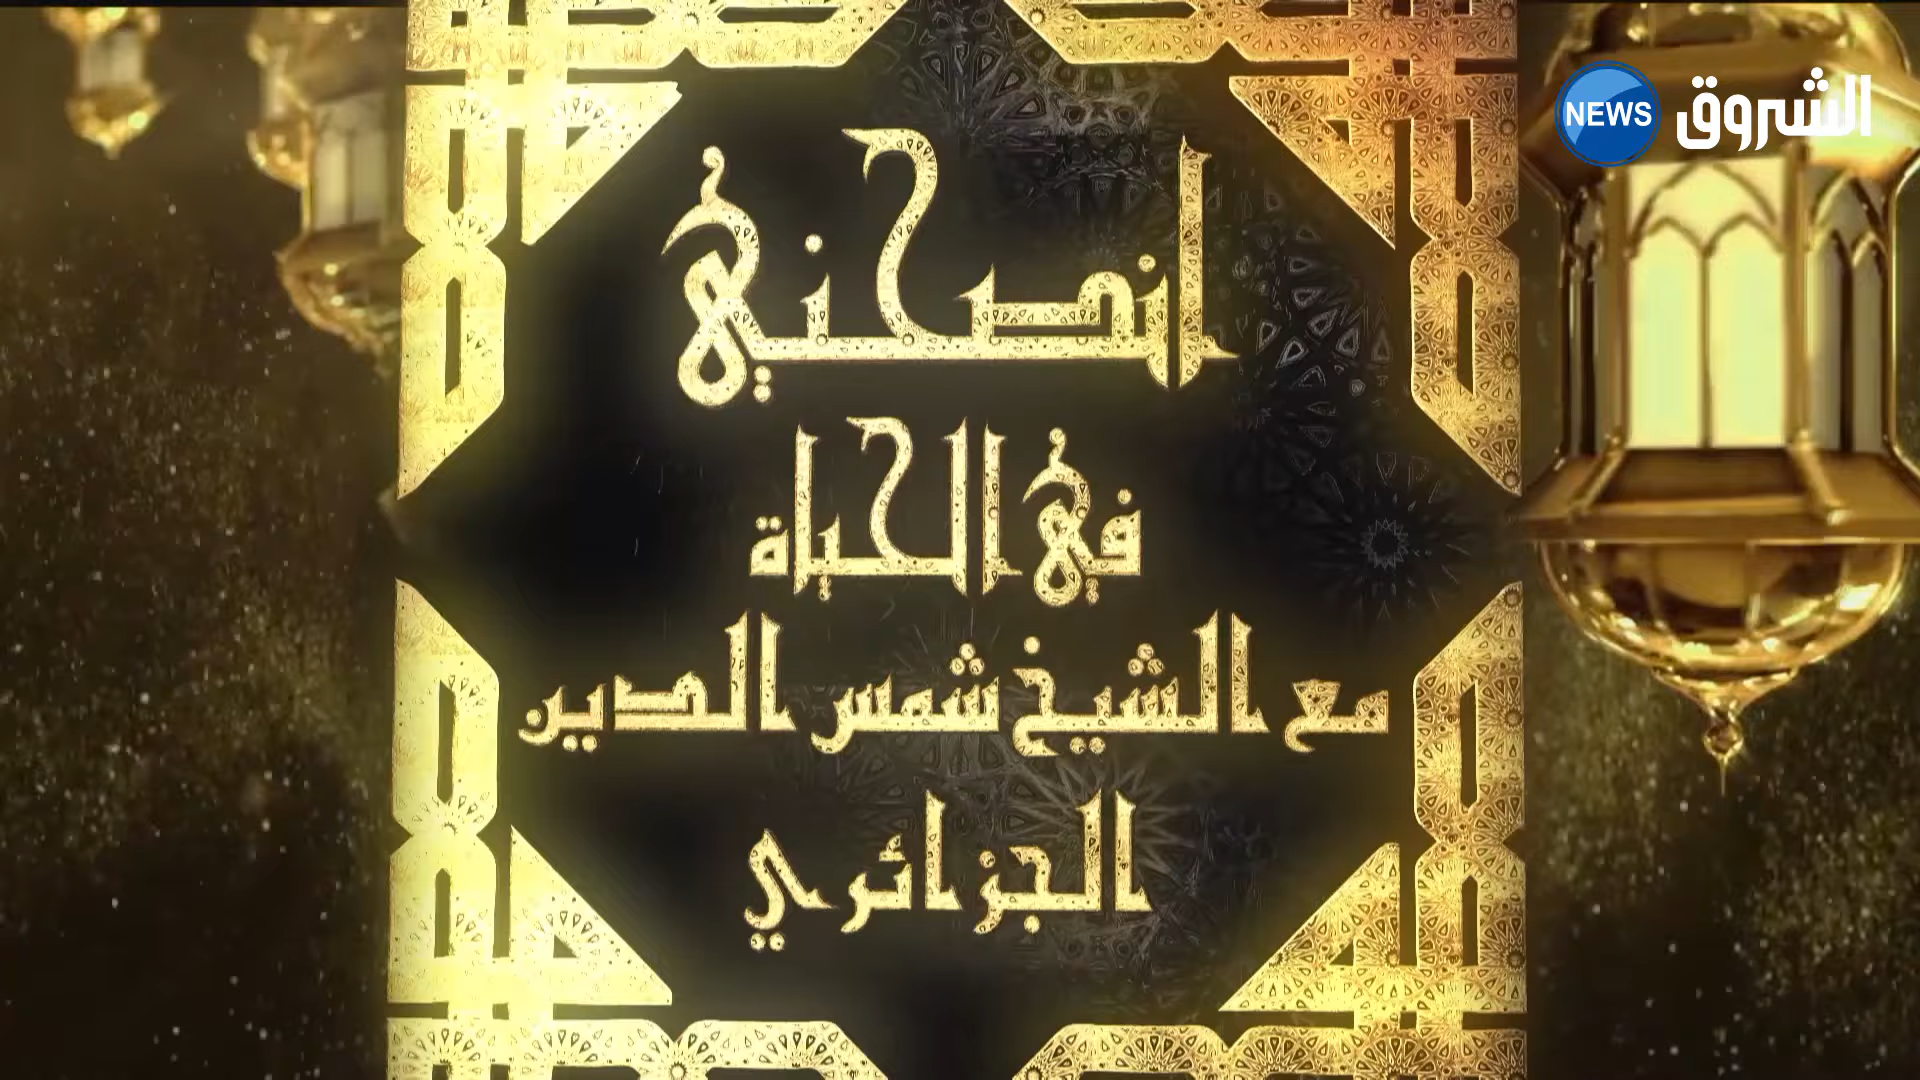 الشروق
NEWS
انصحني
في الحياة
مع الشيخ شمس الدين
الجزائري